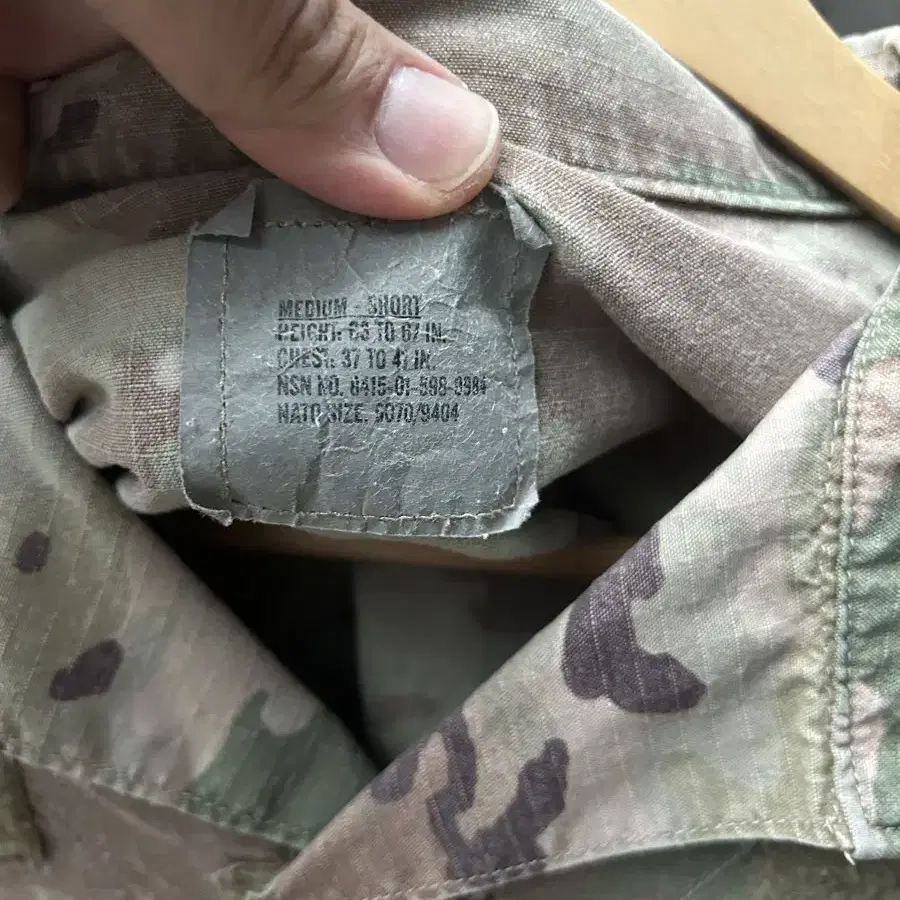 MEDIUM - SHORT
HEIGHT: 63 TO 67 IN.
CHEST: 37 TO 41 IN.
NSN NO. 8415-01-598-9984
NATO SIZE. 6070/9404